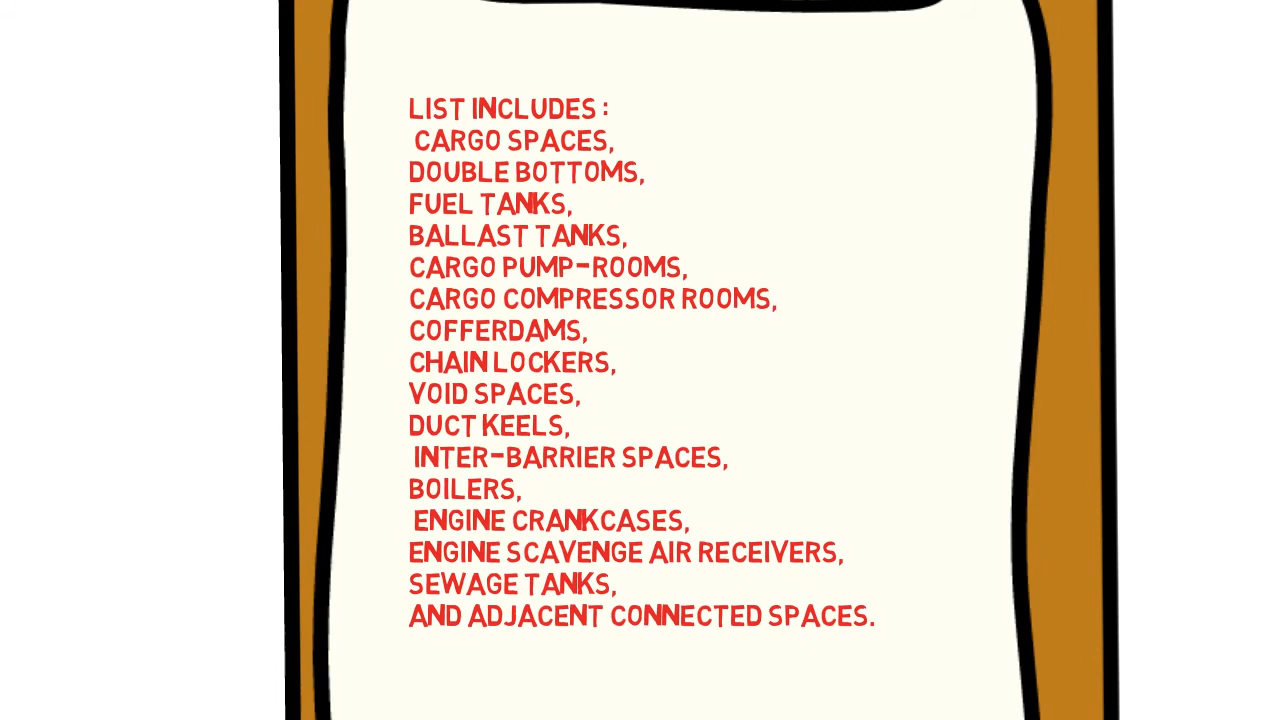 LIST INCLUDES :
CARGO SPACES,
DOUBLE BOTTOMS,
FUEL TANKS,
BALLAST TANKS,
CARGO PUMP-ROOMS,
CARGO COMPRESSOR ROOMS,
COFFERDAMS,
CHAIN LOCKERS,
VOID SPACES,
DUCT KEELS,
INTER-BARRIER SPACES,
BOILERS,
ENGINE CRANKCASES,
ENGINE SCAVENGE AIR RECEIVERS,
SEWAGE TANKS,
AND ADJACENT CONNECTED SPACES.